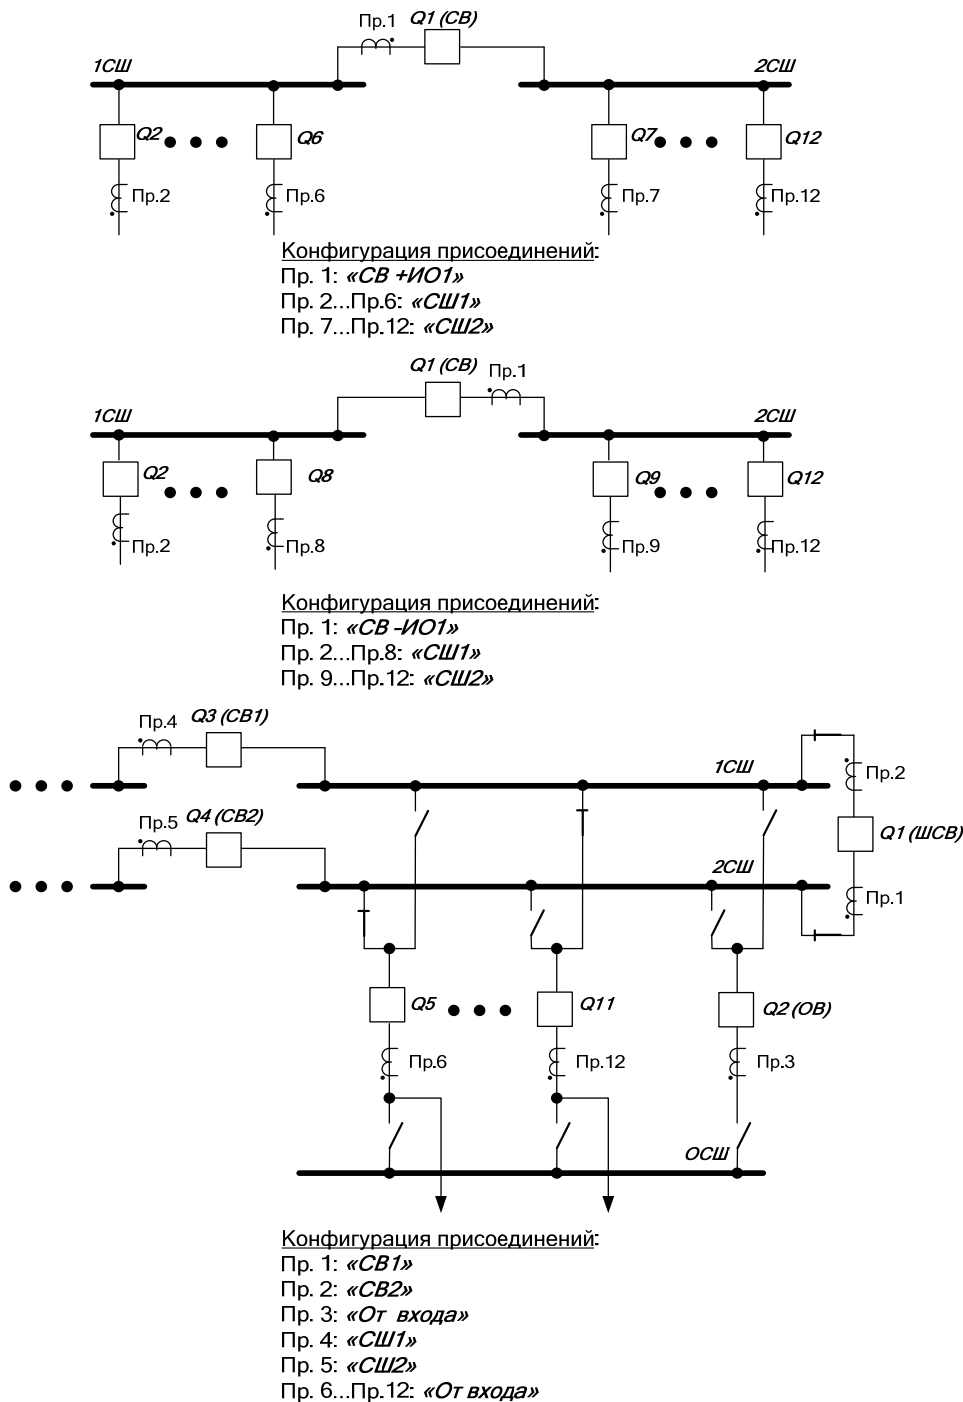 Пр.1
Q1 (СВ)
1СШ
2СШ
Q2
Q6
Q7
Q12
Пр.2
Пр.6
Пр.7
Пр.12
Конфигурация присоединений:
Пр. 1: «СВ +ИО1»
Пр. 2...Пр.6: «СШ1»
Пр. 7...Пр.12: «СШ2»
Q1 (СВ)
Пр.1
1СШ
2СШ
Q2
Q8
Q9
Q12
Пр.2
Пр.8
Пр.9
Пр.12
Конфигурация присоединений:
Пр. 1: «СВ -ИО1»
Пр. 2...Пр.8: «СШ1»
Пр. 9...Пр.12: «СШ2»
Пр.4
Q3 (СВ1)
1СШ
Пр.2
Пр.5
Q4 (СВ2)
Q1 (ШСВ)
2СШ
Пр.1
Q5
Q11
Q2 (ОВ)
Пр.6
Пр.12
Пр.3
ОСШ
Конфигурация присоединений:
Пр. 1: «СВ1»
Пр. 2: «СВ2»
Пр. 3: «От входа»
Пр. 4: «СШ1»
Пр. 5: «СШ2»
Пр. 6...Пр.12: «От входа»